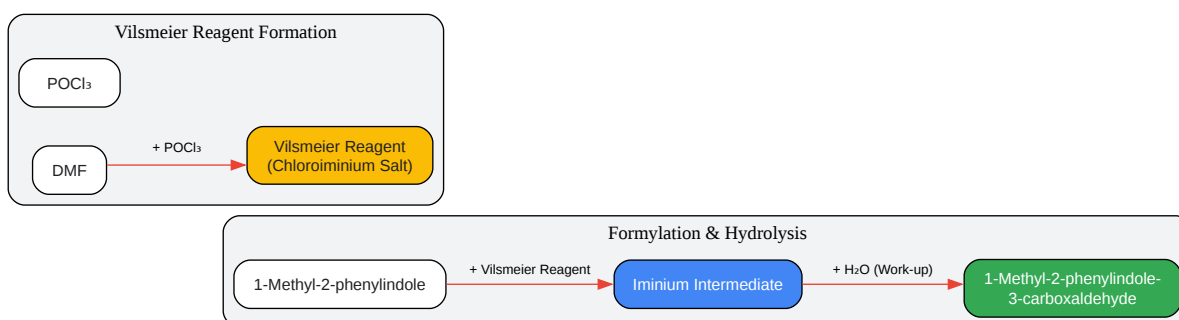 Vilsmeier Reagent Formation
POCl₃
DMF
+ POCl₃
Vilsmeier Reagent
(Chloroiminium Salt)
Formylation & Hydrolysis
1-Methyl-2-phenylindole
+ Vilsmeier Reagent
Iminium Intermediate
+ H₂O (Work-up)
1-Methyl-2-phenylindole-
3-carboxaldehyde